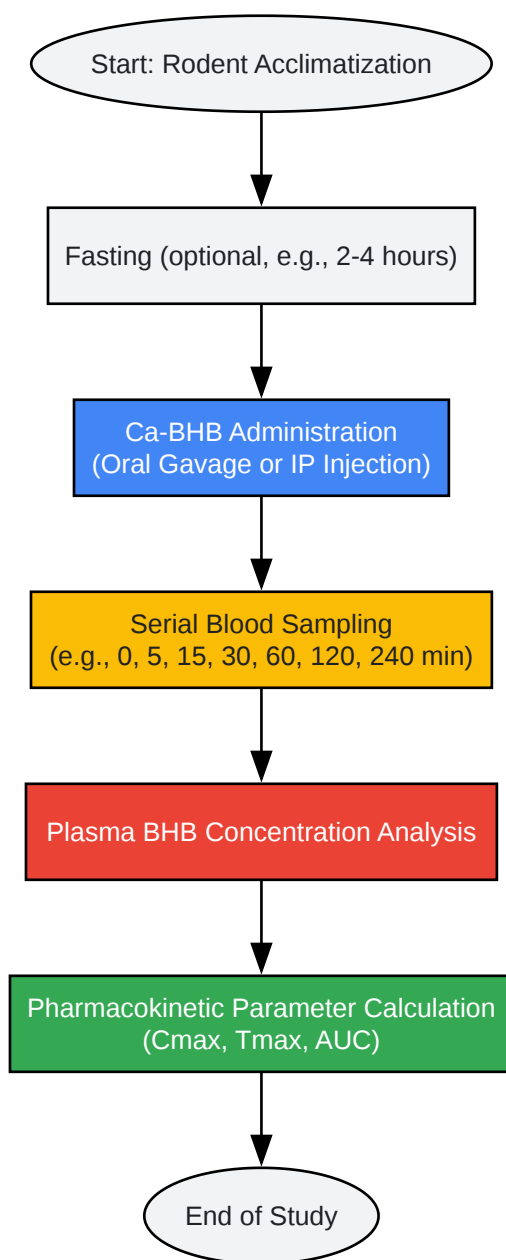 Start: Rodent Acclimatization
Fasting (optional, e.g., 2-4 hours)
Ca-BHB Administration
(Oral Gavage or IP Injection)
Serial Blood Sampling
(e.g., 0, 5, 15, 30, 60, 120, 240 min)
Plasma BHB Concentration Analysis
Pharmacokinetic Parameter Calculation
(Cmax, Tmax, AUC)
End of Study